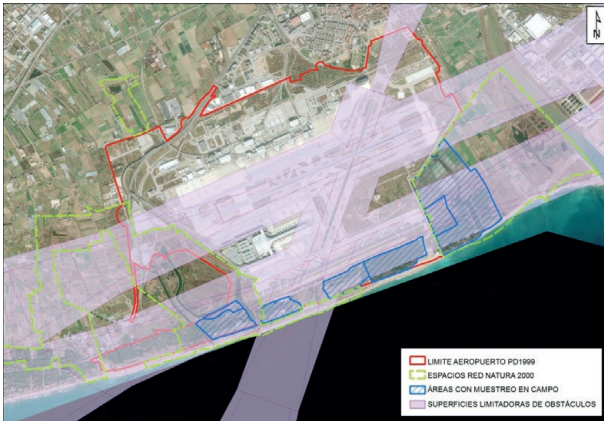 N
LIMITE AEROPUERTO PD1999
ESPACIOS RED NATURA 2000
ÁREAS CON MUESTREO EN CAMPO
SUPERFICIES LIMITADORAS DE OBSTÁCULOS